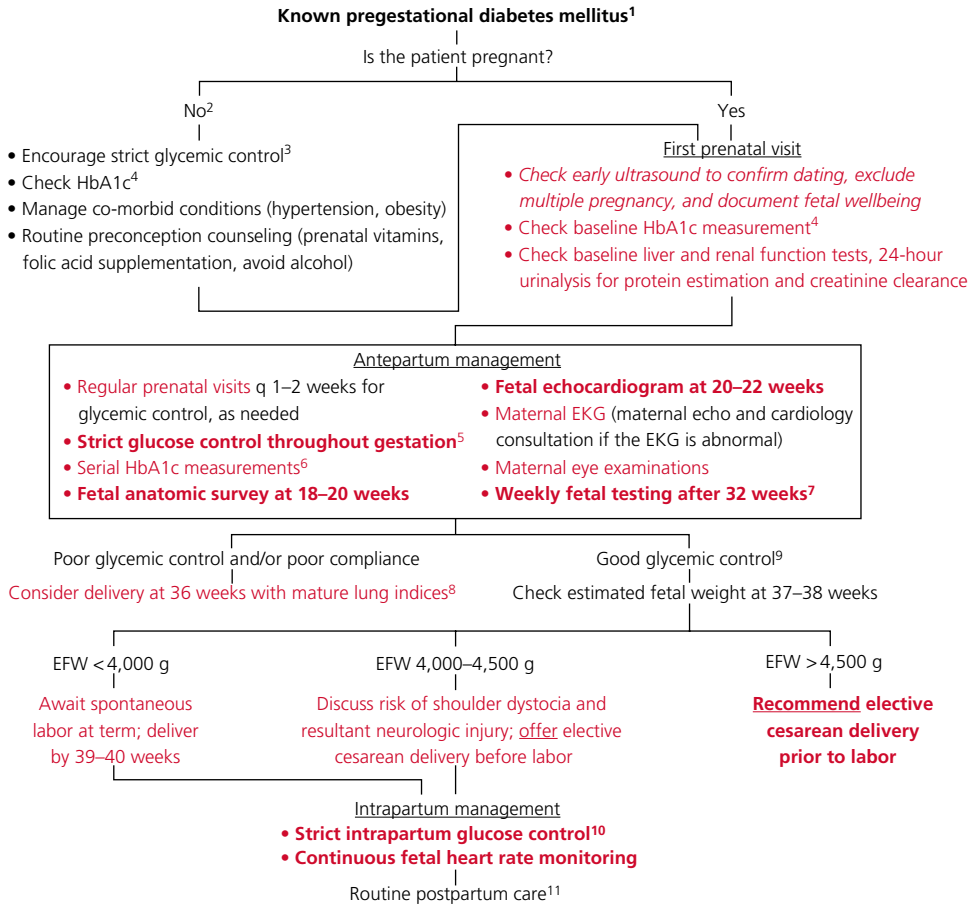 Known pregestational diabetes mellitus¹
Is the patient pregnant?
No²
• Encourage strict glycemic control³
• Check HbA1c⁴
• Manage co-morbid conditions (hypertension, obesity)
• Routine preconception counseling (prenatal vitamins,
folic acid supplementation, avoid alcohol)
Yes
First prenatal visit
• Check early ultrasound to confirm dating, exclude
multiple pregnancy, and document fetal wellbeing
• Check baseline HbA1c measurement⁴
• Check baseline liver and renal function tests, 24-hour
urinalysis for protein estimation and creatinine clearance
Antepartum management
• Regular prenatal visits q 1–2 weeks for
glycemic control, as needed
• Strict glucose control throughout gestation⁵
• Serial HbA1c measurements⁶
• Fetal anatomic survey at 18–20 weeks
• Fetal echocardiogram at 20–22 weeks
• Maternal EKG (maternal echo and cardiology
consultation if the EKG is abnormal)
• Maternal eye examinations
• Weekly fetal testing after 32 weeks⁷
Poor glycemic control and/or poor compliance
Consider delivery at 36 weeks with mature lung indices⁸
Good glycemic control⁹
Check estimated fetal weight at 37–38 weeks
EFW < 4,000 g
Await spontaneous
labor at term; deliver
by 39–40 weeks
EFW 4,000–4,500 g
Discuss risk of shoulder dystocia and
resultant neurologic injury; offer elective
cesarean delivery before labor
EFW > 4,500 g
Recommend elective
cesarean delivery
prior to labor
Intrapartum management
• Strict intrapartum glucose control¹⁰
• Continuous fetal heart rate monitoring
Routine postpartum care¹¹